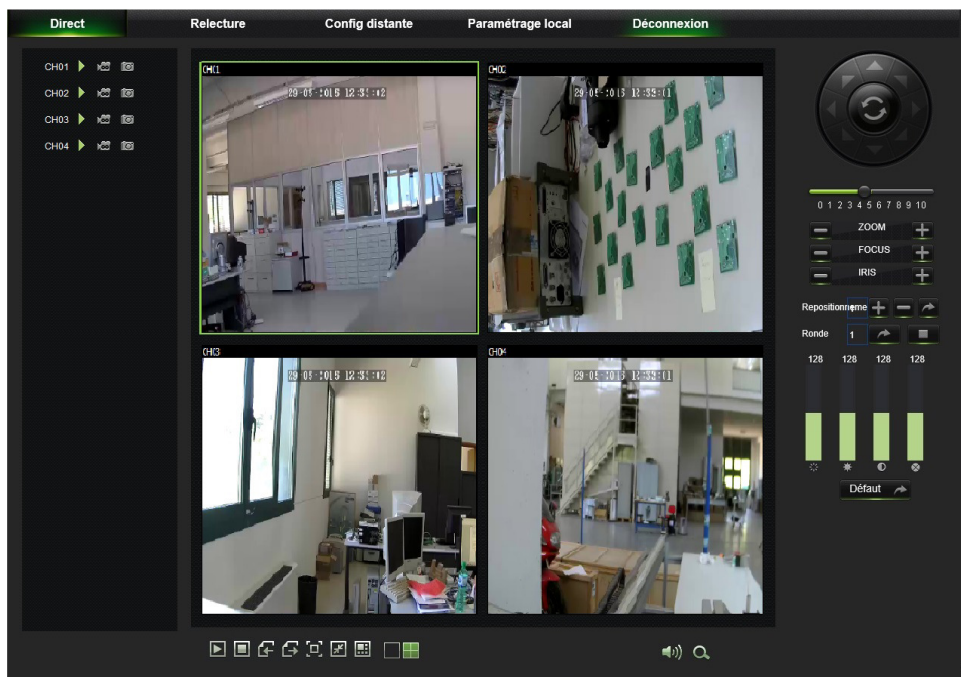 Direct
Relecture
Config distante
Paramétrage local
Déconnexion
CH01
CH02
CH03
CH04
CH01
CH02
CH03
CH04
0 1 2 3 4 5 6 7 8 9 10
ZOOM
FOCUS
IRIS
Repositionneme
Ronde 1
128 128 128 128
Défaut